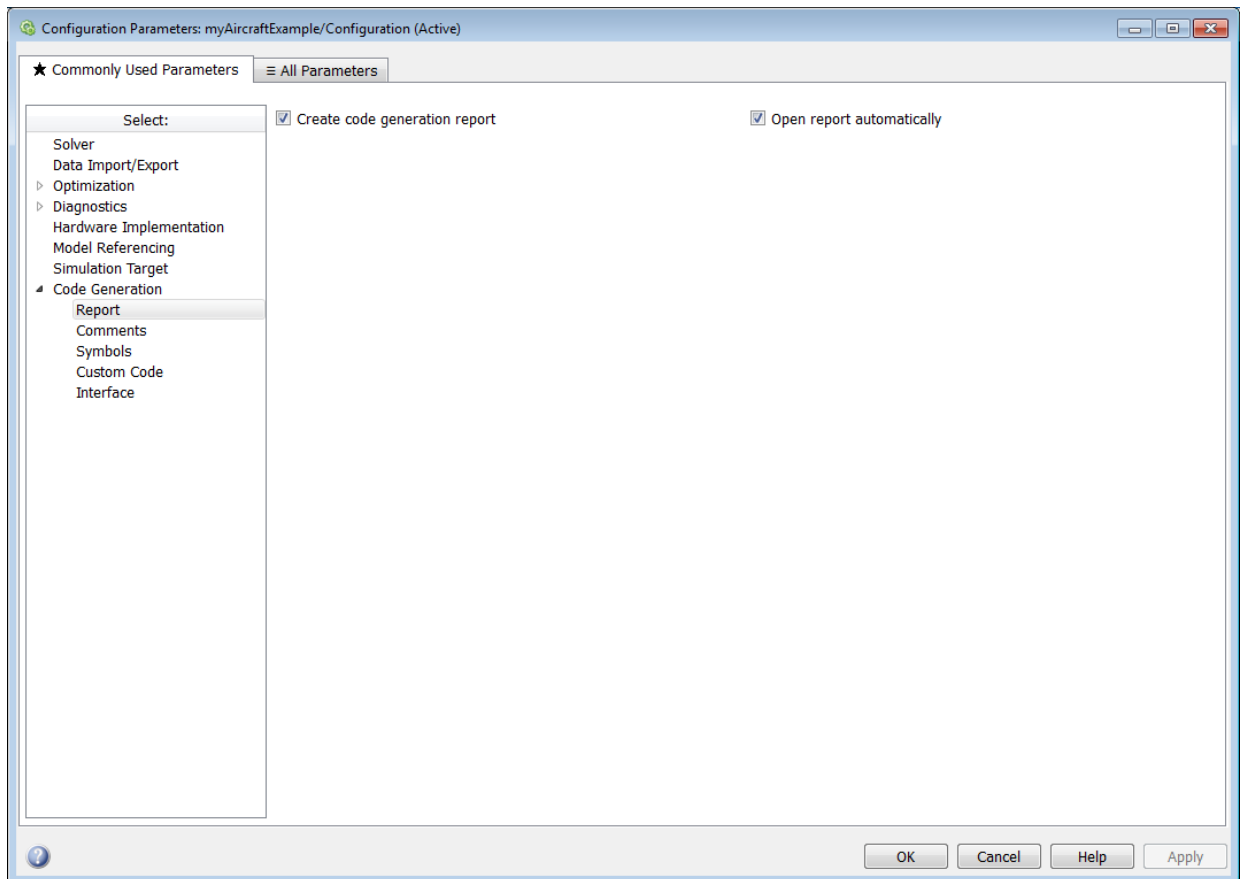 Configuration Parameters: myAircraftExample/Configuration (Active)
★ Commonly Used Parameters
≡ All Parameters
Select:
Solver
Data Import/Export
Optimization
Diagnostics
Hardware Implementation
Model Referencing
Simulation Target
Code Generation
Report
Comments
Symbols
Custom Code
Interface
Create code generation report
Open report automatically
?
OK
Cancel
Help
Apply